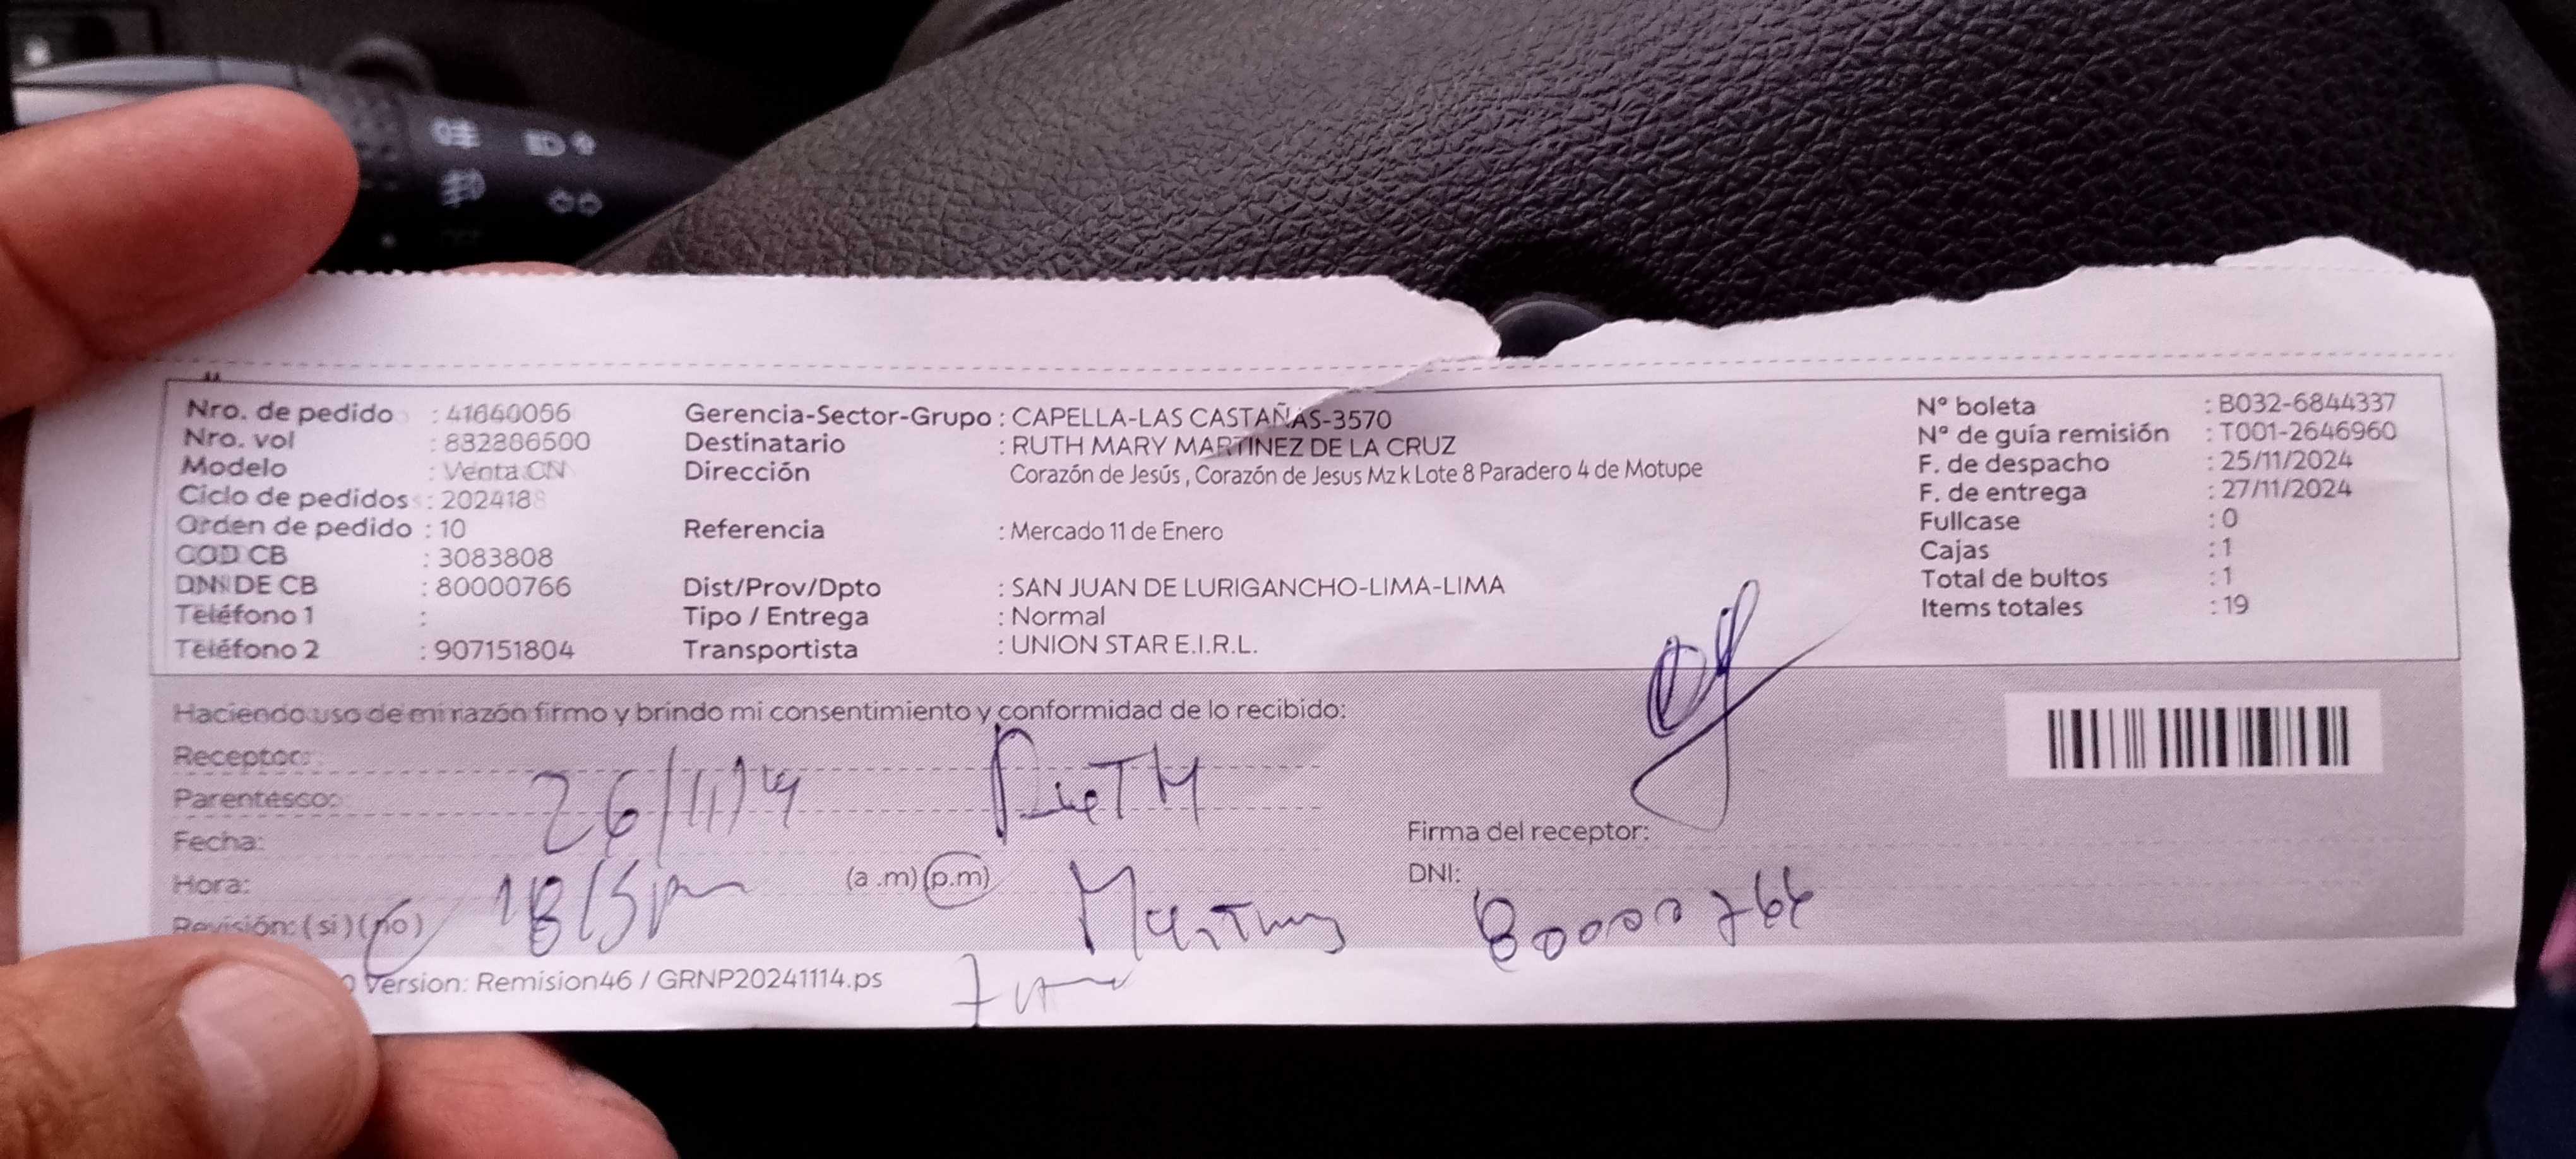 Nro. de pedido : 41640056
Nro. vol : 832286500
Modelo : Venta CN
Ciclo de pedidos : 202418
Orden de pedido : 10
COD CB : 3083808
DNI DE CB : 80000766
Teléfono 1 :
Teléfono 2 : 907151804
Gerencia-Sector-Grupo : CAPELLA-LAS CASTAÑAS-3570
Destinatario : RUTH MARY MARTINEZ DE LA CRUZ
Dirección Corazón de Jesús , Corazón de Jesus Mz k Lote 8 Paradero 4 de Motupe
Referencia : Mercado 11 de Enero
Dist/Prov/Dpto : SAN JUAN DE LURIGANCHO-LIMA-LIMA
Tipo / Entrega : Normal
Transportista : UNION STAR E.I.R.L.
N° boleta : B032-6844337
N° de guía remisión : T001-2646960
F. de despacho : 25/11/2024
F. de entrega : 27/11/2024
Fullcase : 0
Cajas : 1
Total de bultos : 1
Items totales : 19
Haciendo uso de mi razón firmo y brindo mi consentimiento y conformidad de lo recibido:
Receptor:
Parentesco:
Fecha: 26/11/
Hora: (a .m) (p.m)
Revisión: ( si ) ( no )
Firma del receptor:
DNI: 80000766
Version: Remision46 / GRNP20241114.ps